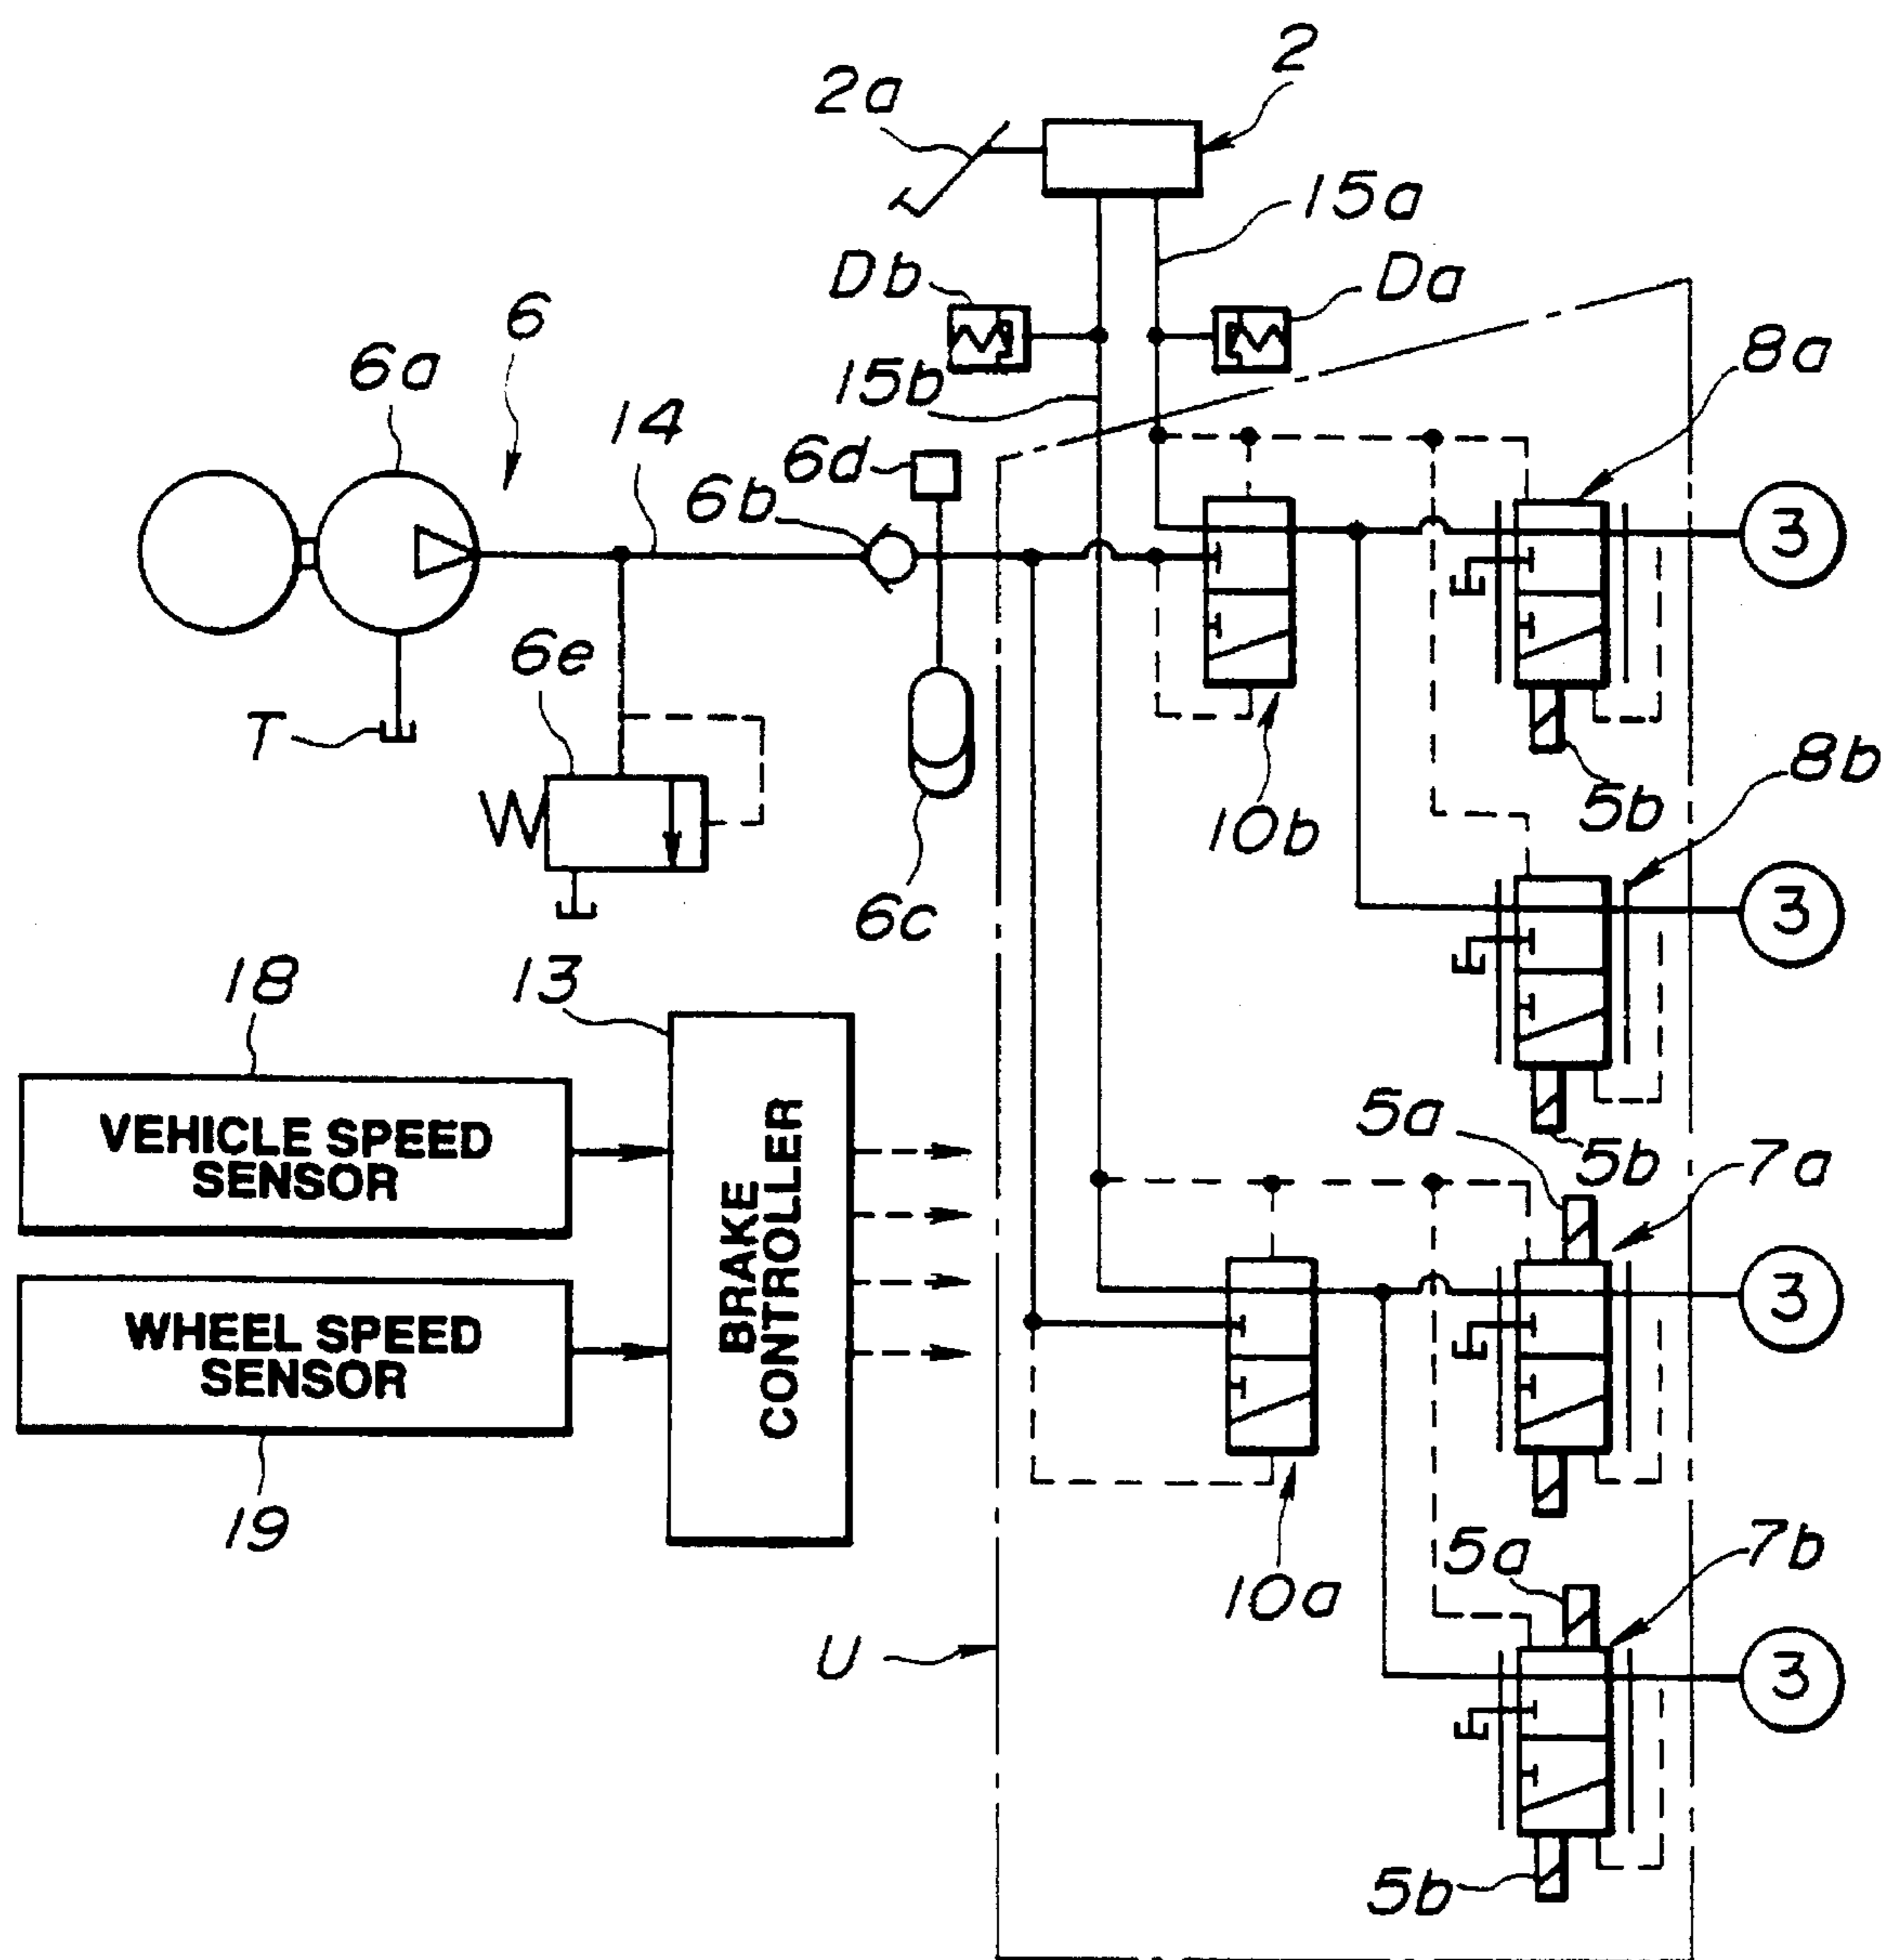 2
2a
15a
Db
Da
6
8a
6a
15b
14
6d
6b
3
6e
T
8b
5b
10b
6c
3
18
13
VEHICLE SPEED
SENSOR
5a
5b
7a
BRAKE
CONTROLLER
3
WHEEL SPEED
SENSOR
19
10a
5a
7b
U
3
5b